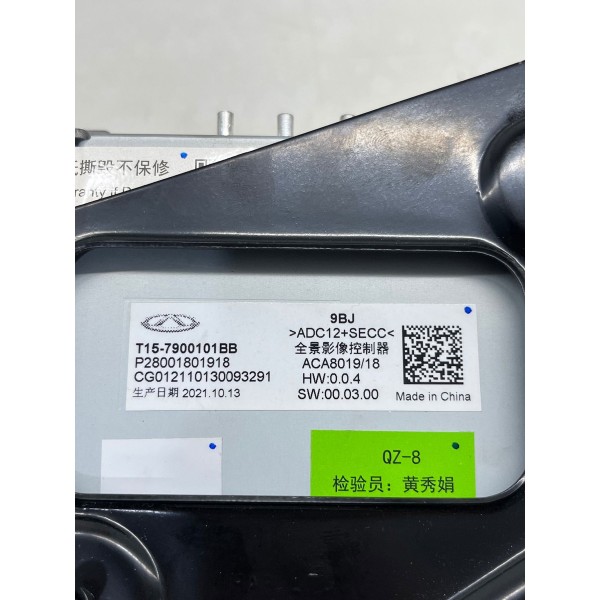 撕毁不保修
T15-7900101BB
P28001801918
CG012110130093291
生产日期 2021.10.13
9BJ
>ADC12+SECC<
全景影像控制器
ACA8019/18
HW:0.0.4
SW:00.03.00
Made in China
QZ-8
检验员：黄秀娟